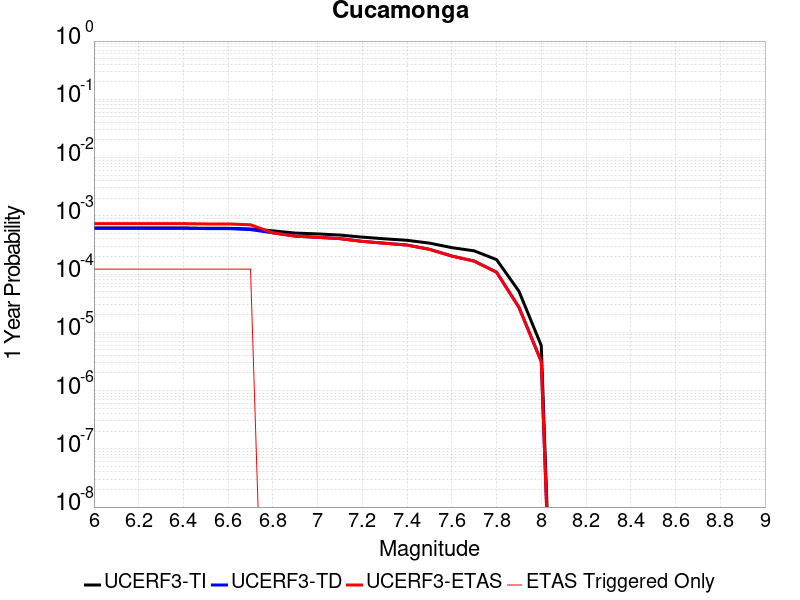 Cucamonga
10^0
10^-1
10^-2
10^-3
10^-4
10^-5
10^-6
10^-7
10^-8
1 Year Probability
6 6.2 6.4 6.6 6.8 7 7.2 7.4 7.6 7.8 8 8.2 8.4 8.6 8.8 9
Magnitude
UCERF3-TI UCERF3-TD UCERF3-ETAS ETAS Triggered Only